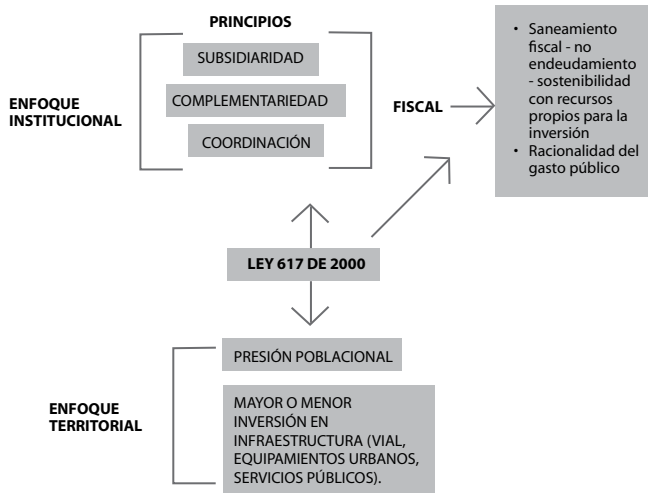 PRINCIPIOS
SUBSIDIARIDAD
COMPLEMENTARIEDAD
COORDINACIÓN
ENFOQUE
INSTITUCIONAL
FISCAL
• Saneamiento
fiscal - no
endeudamiento
- sostenibilidad
con recursos
propios para la
inversión
• Racionalidad del
gasto público
LEY 617 DE 2000
ENFOQUE
TERRITORIAL
PRESIÓN POBLACIONAL
MAYOR O MENOR
INVERSIÓN EN
INFRAESTRUCTURA (VIAL,
EQUIPAMIENTOS URBANOS,
SERVICIOS PÚBLICOS).